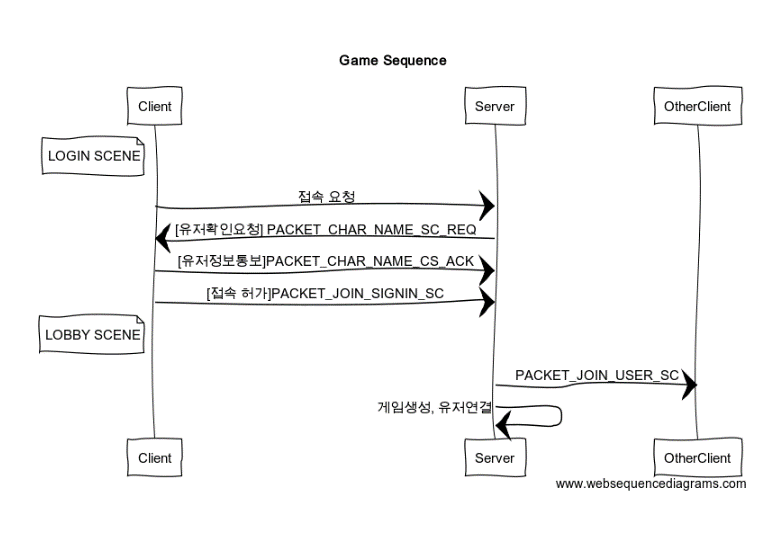 Game Sequence
Client
Server
OtherClient
LOGIN SCENE
접속 요청
[유저확인요청] PACKET_CHAR_NAME_SC_REQ
[유저정보통보]PACKET_CHAR_NAME_CS_ACK
[접속 허가]PACKET_JOIN_SIGNIN_SC
LOBBY SCENE
PACKET_JOIN_USER_SC
게임생성, 유저연결
Client
Server
OtherClient
www.websequencediagrams.com